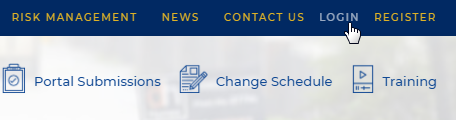 RISK MANAGEMENT NEWS CONTACT US LOGIN REGISTER
Portal Submissions Change Schedule Training